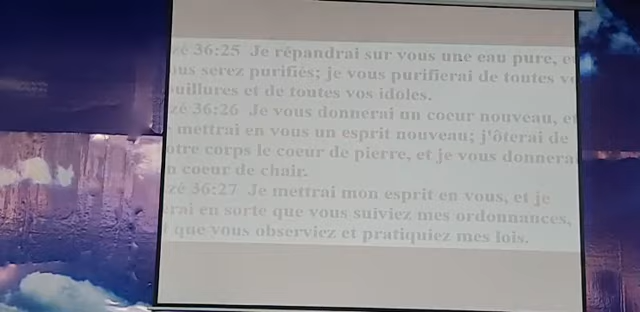 zé 36:25 Je répandrai sur vous une eau pure, et
ous serez purifiés; je vous purifierai de toutes vo
uillures et de toutes vos idoles.
zé 36:26 Je vous donnerai un coeur nouveau, et
mettrai en vous un esprit nouveau; j'ôterai de
otre corps le coeur de pierre, et je vous donnerai
n coeur de chair.
zé 36:27 Je mettrai mon esprit en vous, et je
rai en sorte que vous suiviez mes ordonnances,
que vous observiez et pratiquiez mes lois.